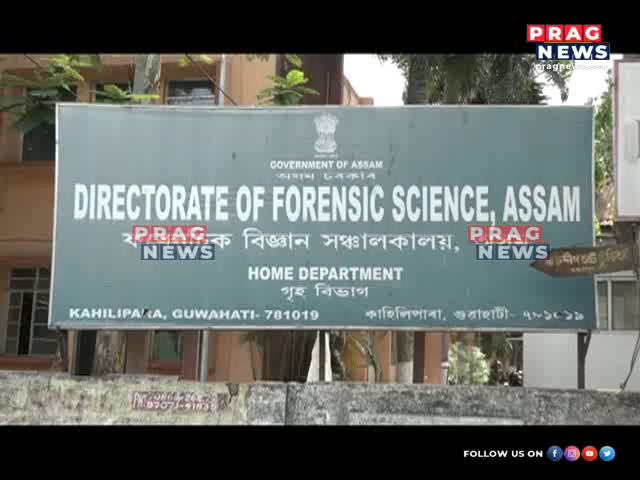 PRAG
NEWS
pragnews.com
GOVERNMENT OF ASSAM
অসম চৰকাৰ
DIRECTORATE OF FORENSIC SCIENCE, ASSAM
বিজ্ঞান সঞ্চালকালয়,
PRAG
NEWS
PRAG
NEWS
HOME DEPARTMENT
গৃহ বিভাগ
KAHILIPARA, GUWAHATI- 781019
কাহিলিপাৰা, গুৱাহাটী- ৭৮১০১৯
FOLLOW US ON